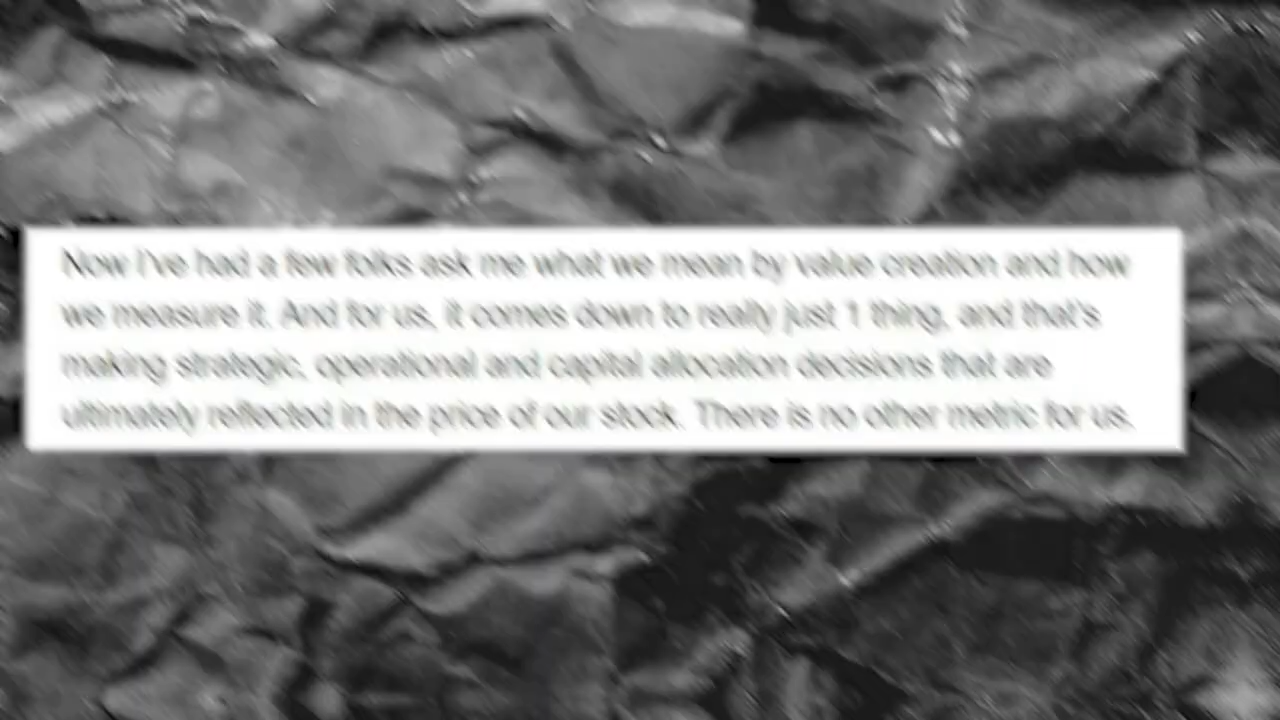 Now I've had a few folks ask me what we mean by value creation and how
we measure it. And for us, it comes down to really just 1 thing, and that's
making strategic, operational and capital allocation decisions that are
ultimately reflected in the price of our stock. There is no other metric for us.